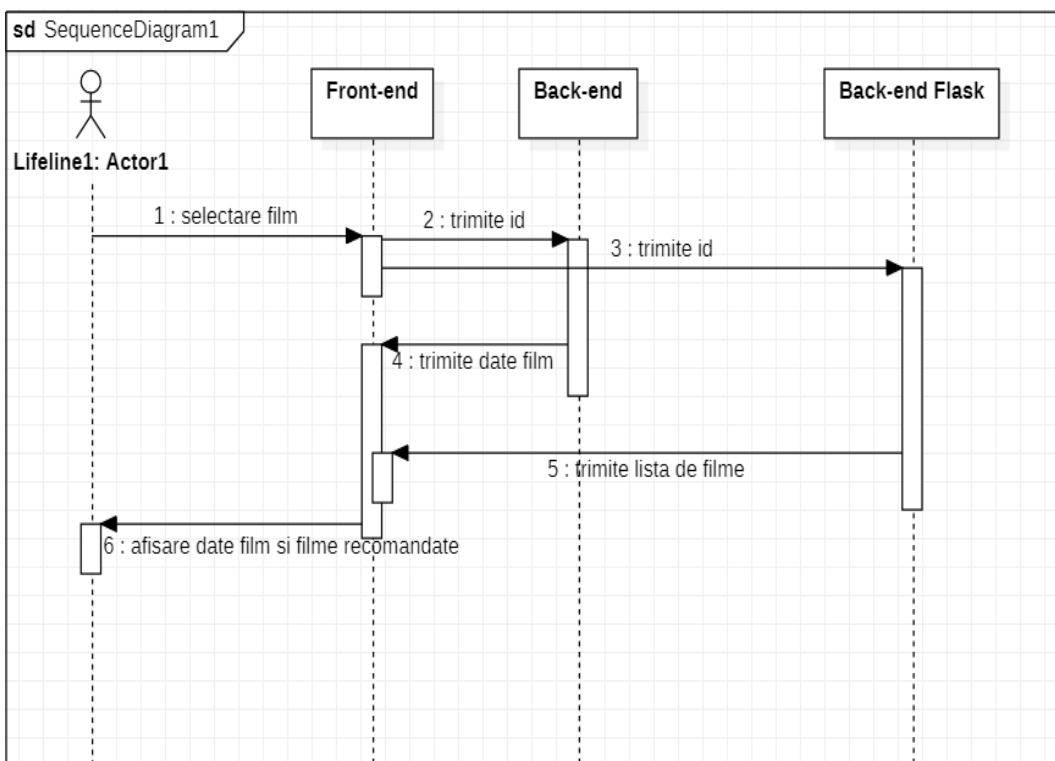 sd SequenceDiagram1
Front-end
Back-end
Back-end Flask
Lifeline1: Actor1
1 : selectare film
2 : trimite id
3 : trimite id
4 : trimite date film
5 : trimite lista de filme
6 : afisare date film si filme recomandate